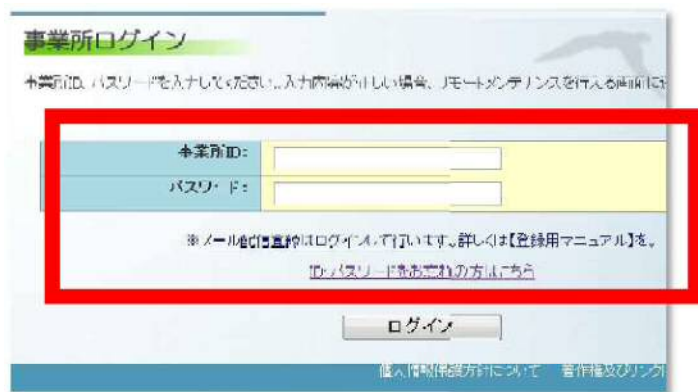 事業所ログイン
事業所ID、パスワードを入力してください。入力内容が正しい場合、リモートメンテナンスを行える画面に
事業所ID:
パスワード:
※メール配信登録はログインして行います。詳しくは【登録用マニュアル】を。
ID・パスワードをお忘れの方はこちら
ログイン
個人情報保護方針について 著作権及びリンク